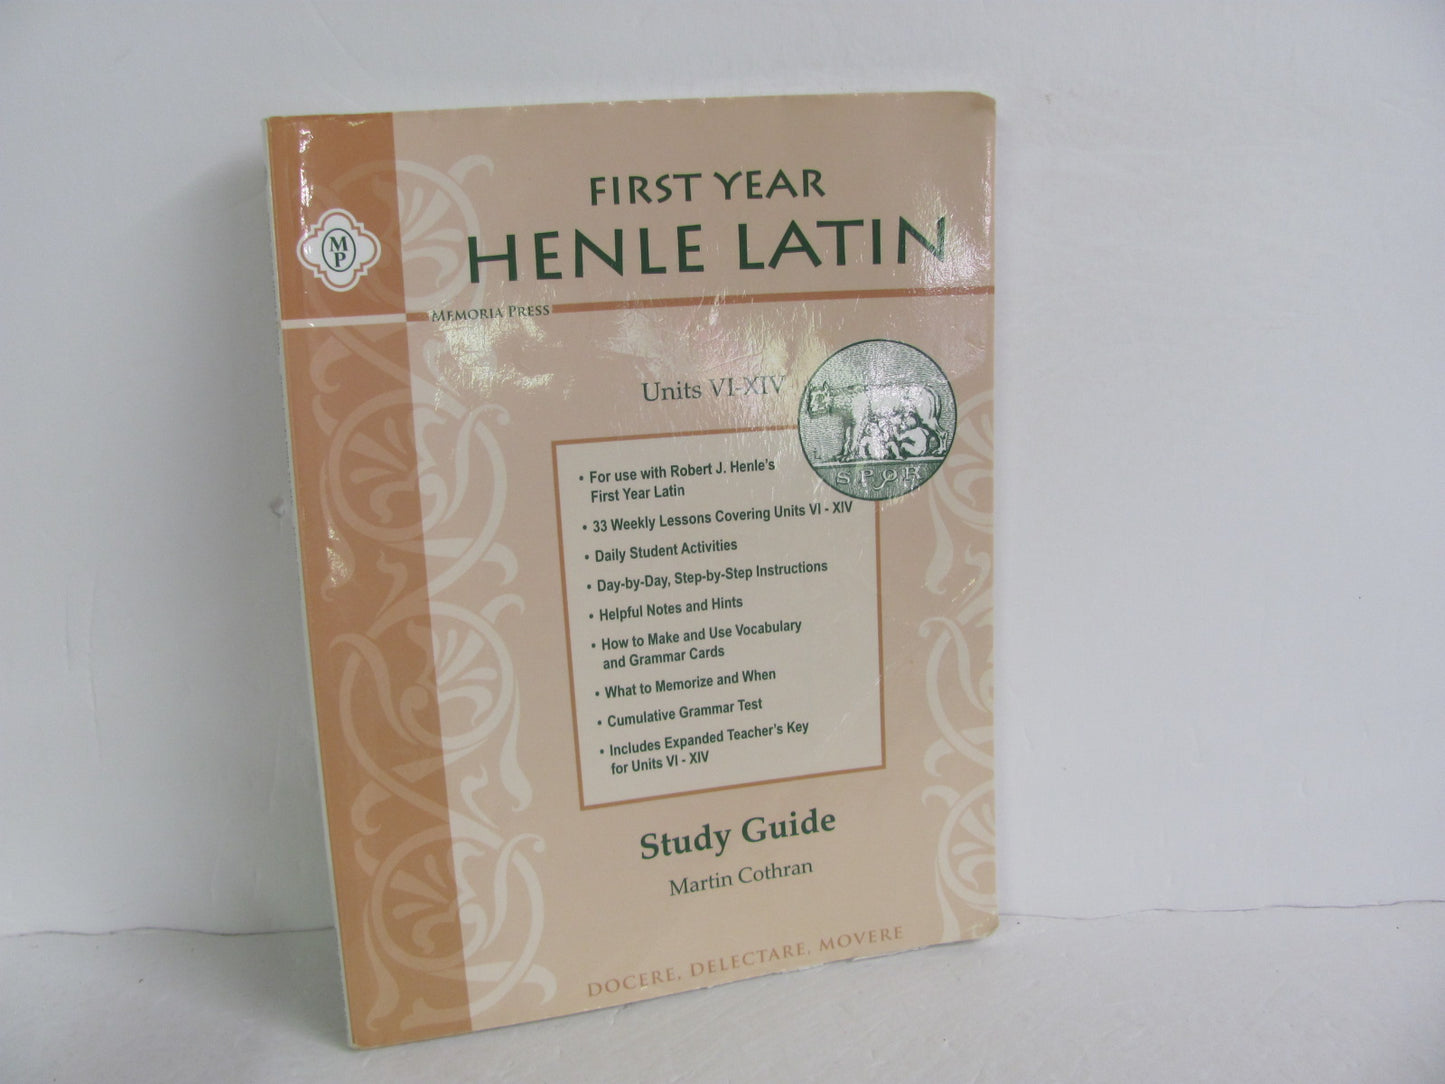 FIRST YEAR
HENLE LATIN
M
P
MEMORIA PRESS
Units VI-XIV
SPQR
• For use with Robert J. Henle's
First Year Latin
• 33 Weekly Lessons Covering Units VI - XIV
• Daily Student Activities
• Day-by-Day, Step-by-Step Instructions
• Helpful Notes and Hints
• How to Make and Use Vocabulary
and Grammar Cards
• What to Memorize and When
• Cumulative Grammar Test
• Includes Expanded Teacher's Key
for Units VI - XIV
Study Guide
Martin Cothran
DOCERE, DELECTARE, MOVERE